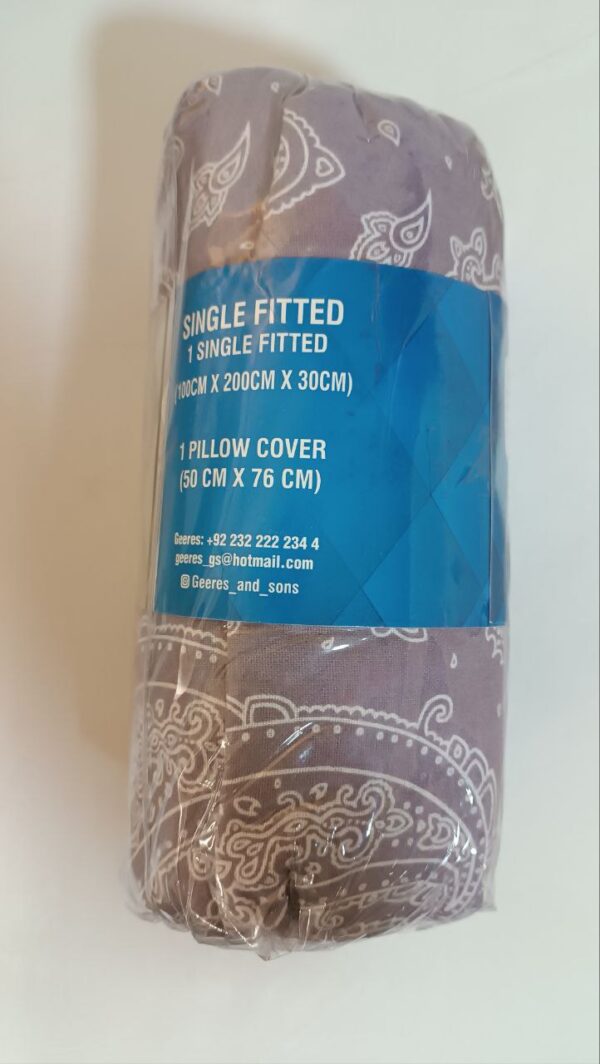 SINGLE FITTED
1 SINGLE FITTED
(100CM X 200CM X 30CM)
1 PILLOW COVER
(50 CM X 76 CM)
Geeres: +92 232 222 234 4
geeres_gs@hotmail.com
Geeres_and_sons